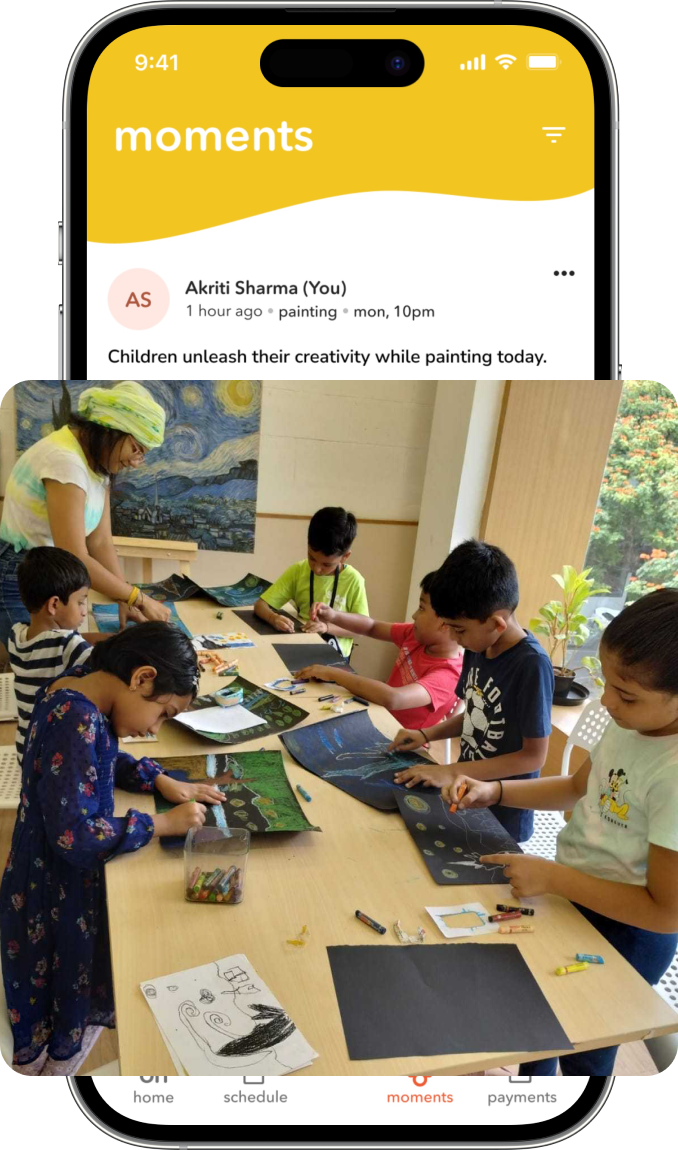 9:41
moments
AS
Akriti Sharma (You)
1 hour ago • painting • mon, 10pm
Children unleash their creativity while painting today.
FOOTBALL
home
schedule
moments
payments